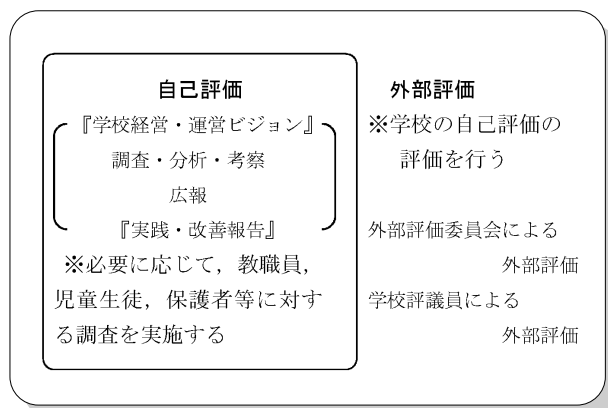 自己評価
『学校経営・運営ビジョン』
調査・分析・考察
広報
『実践・改善報告』
※必要に応じて，教職員，
児童生徒，保護者等に対す
る調査を実施する
外部評価
※学校の自己評価の
評価を行う
外部評価委員会による
外部評価
学校評議員による
外部評価